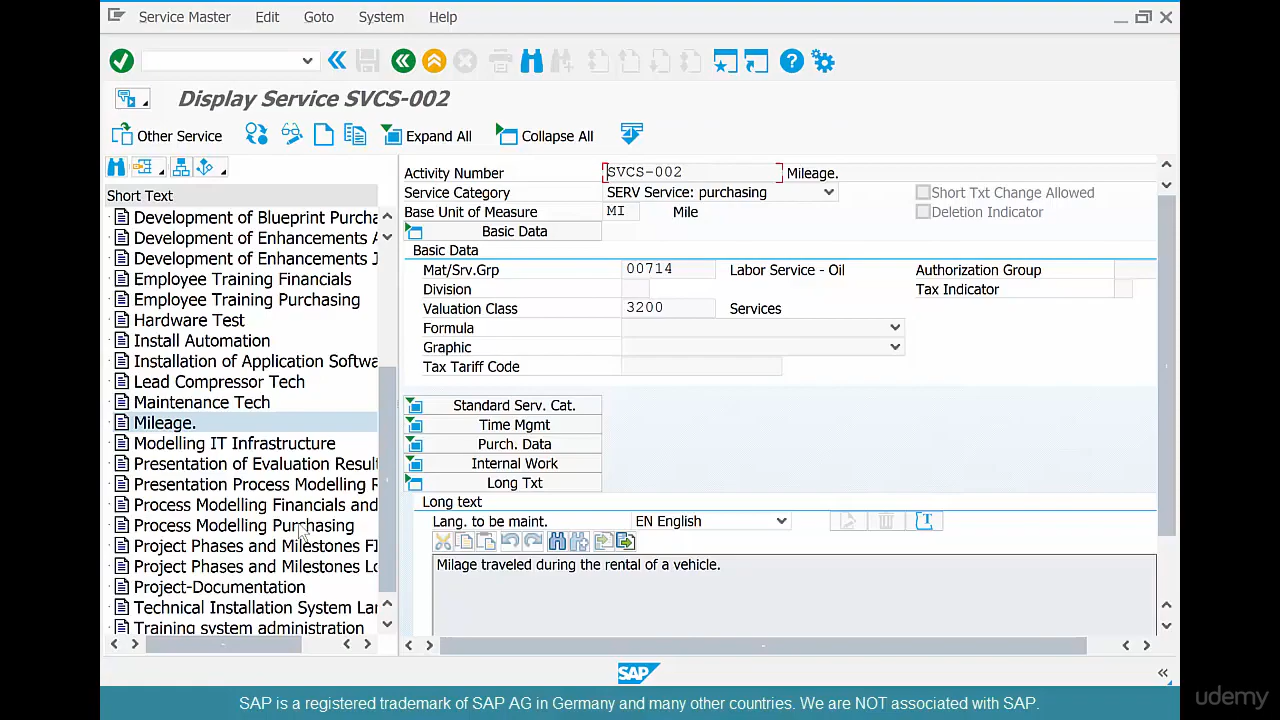 Service Master Edit Goto System Help
Display Service SVCS-002
Other Service Expand All Collapse All
Short Text
Development of Blueprint Purcha
Development of Enhancements A
Development of Enhancements J
Employee Training Financials
Employee Training Purchasing
Hardware Test
Install Automation
Installation of Application Softwa
Lead Compressor Tech
Maintenance Tech
Mileage.
Modelling IT Infrastructure
Presentation of Evaluation Result
Presentation Process Modelling R
Process Modelling Financials and
Process Modelling Purchasing
Project Phases and Milestones FI
Project Phases and Milestones Lo
Project-Documentation
Technical Installation System Lan
Training system administration
Activity Number SVCS-002 Mileage.
Service Category SERV Service: purchasing Short Txt Change Allowed
Base Unit of Measure MI Mile Deletion Indicator
Basic Data
Basic Data
Mat/Srv.Grp 00714 Labor Service - Oil Authorization Group
Division Tax Indicator
Valuation Class 3200 Services
Formula
Graphic
Tax Tariff Code
Standard Serv. Cat.
Time Mgmt
Purch. Data
Internal Work
Long Txt
Long text
Lang. to be maint. EN English
Milage traveled during the rental of a vehicle.
SAP
SAP is a registered trademark of SAP AG in Germany and many other countries. We are NOT associated with SAP.
udemy